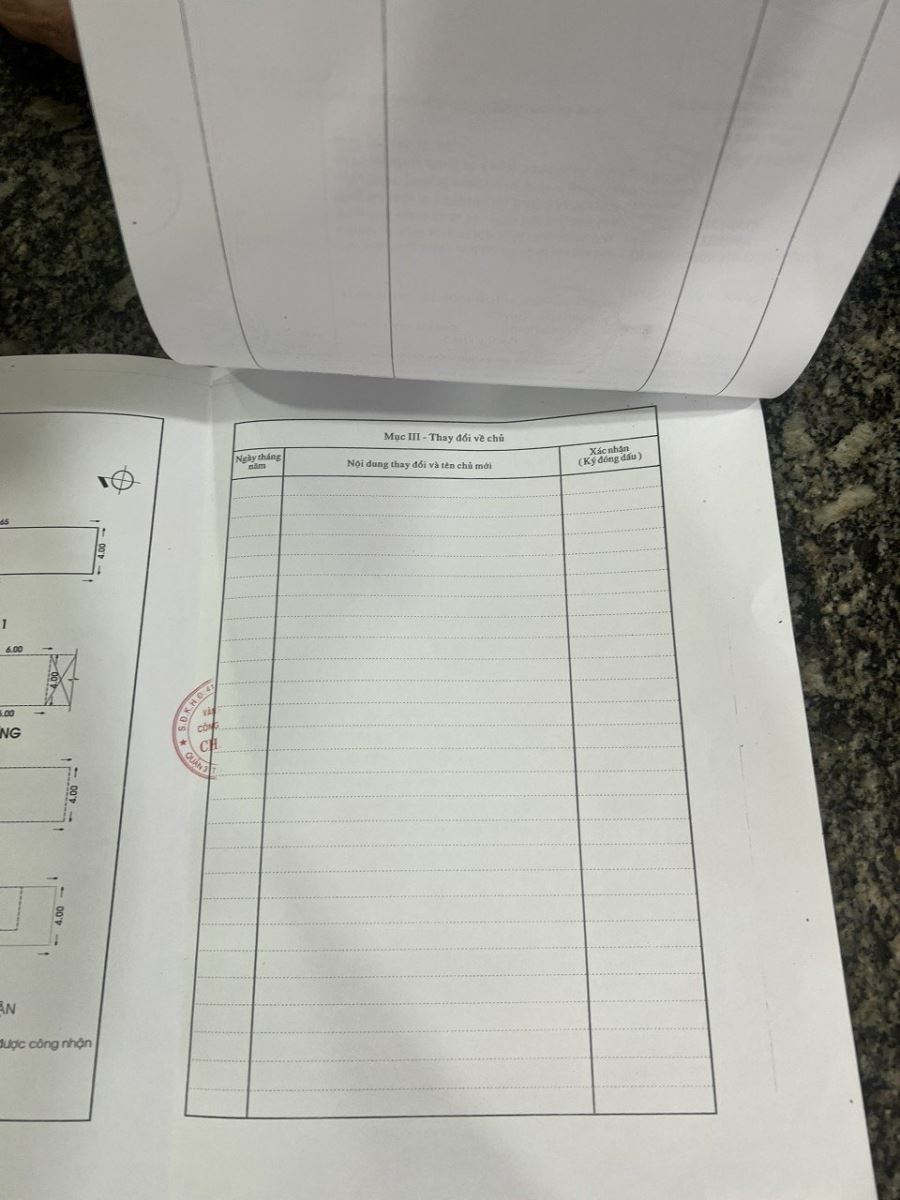 65
4.00
1
6.00
4.00
6.00
NG
4.00
4.00
ẬN
được công nhận
Mục III - Thay đổi về chủ
Ngày tháng
năm
Nội dung thay đổi và tên chủ mới
Xác nhận
( Ký đóng dấu )
S.Đ.K.H.Đ: 41
VĂN
CÔNG
CH
QUẬN 3 T